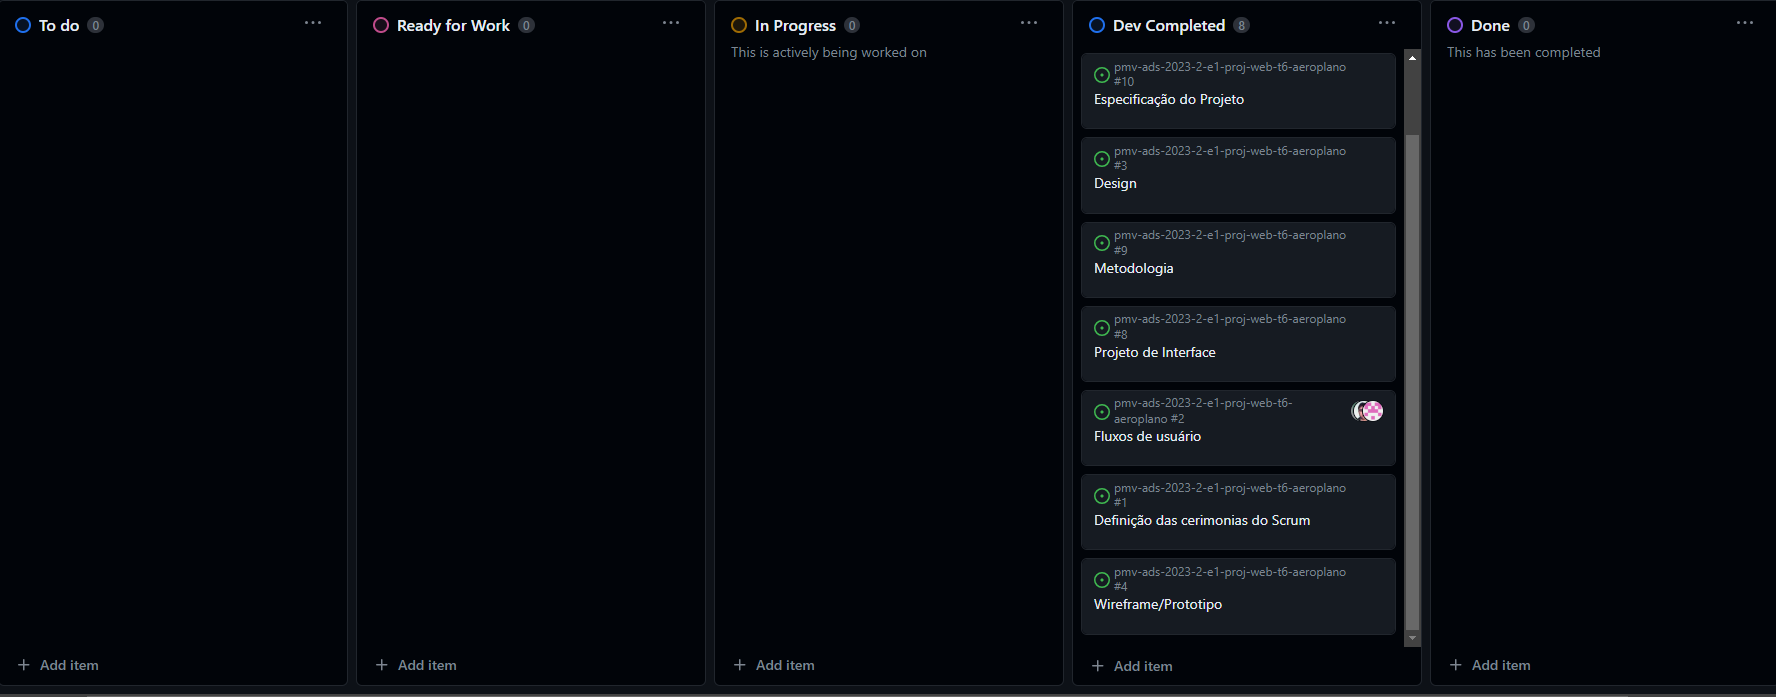 To do 0
Ready for Work 0
In Progress 0
This is actively being worked on
Dev Completed 8
pmv-ads-2023-2-e1-proj-web-t6-aeroplano
#10
Especificação do Projeto
pmv-ads-2023-2-e1-proj-web-t6-aeroplano
#3
Design
pmv-ads-2023-2-e1-proj-web-t6-aeroplano
#9
Metodologia
pmv-ads-2023-2-e1-proj-web-t6-aeroplano
#8
Projeto de Interface
pmv-ads-2023-2-e1-proj-web-t6-
aeroplano #2
Fluxos de usuário
pmv-ads-2023-2-e1-proj-web-t6-aeroplano
#1
Definição das cerimonias do Scrum
pmv-ads-2023-2-e1-proj-web-t6-aeroplano
#4
Wireframe/Prototipo
Done 0
This has been completed
+ Add item
+ Add item
+ Add item
+ Add item
+ Add item